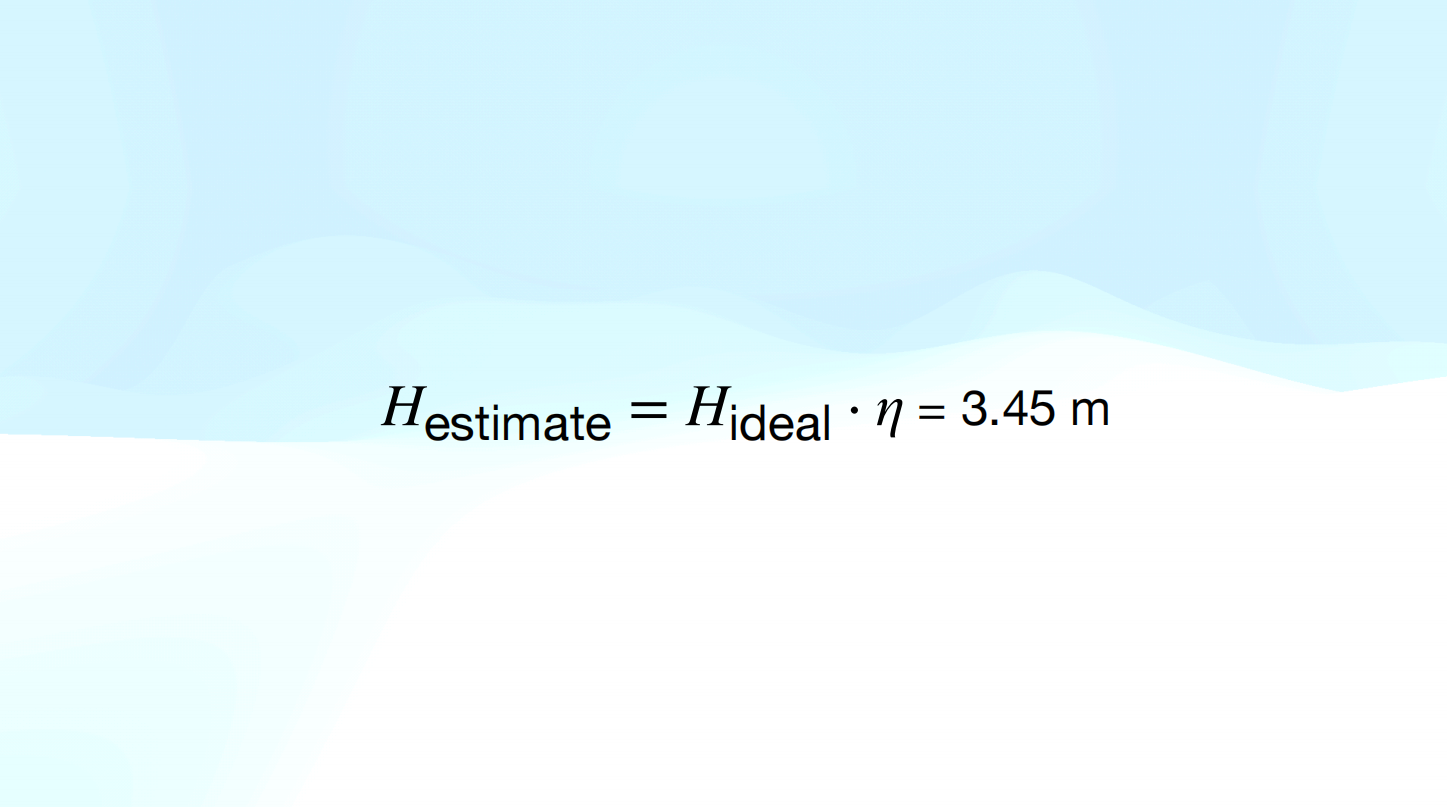 H_estimate = H_ideal · η = 3.45 m